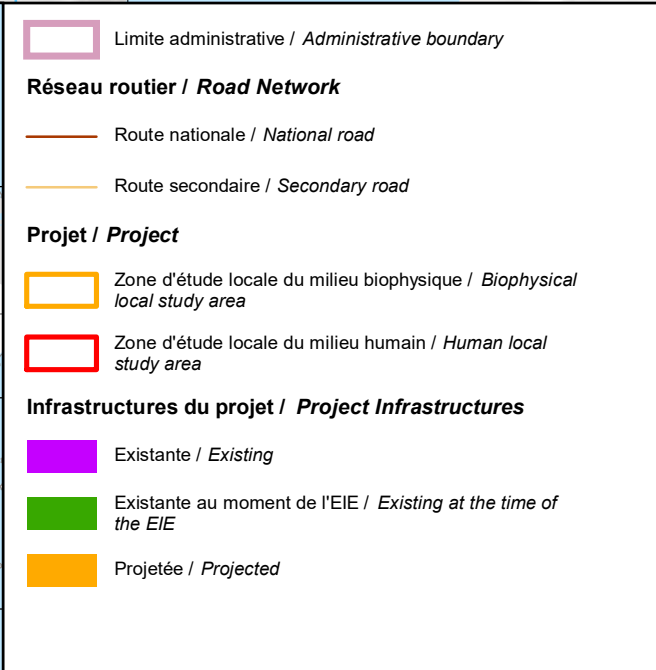 Limite administrative / Administrative boundary
Réseau routier / Road Network
Route nationale / National road
Route secondaire / Secondary road
Projet / Project
Zone d'étude locale du milieu biophysique / Biophysical
local study area
Zone d'étude locale du milieu humain / Human local
study area
Infrastructures du projet / Project Infrastructures
Existante / Existing
Existante au moment de l'EIE / Existing at the time of
the EIE
Projetée / Projected